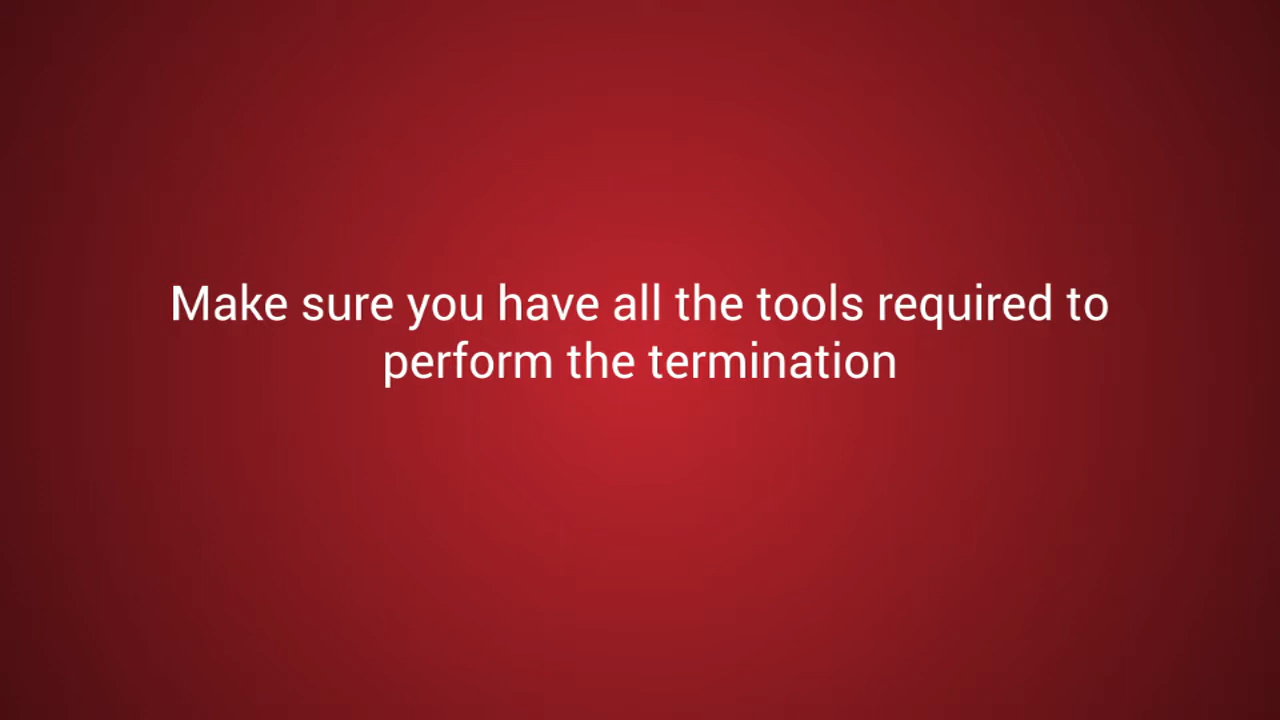 Make sure you have all the tools required to
perform the termination